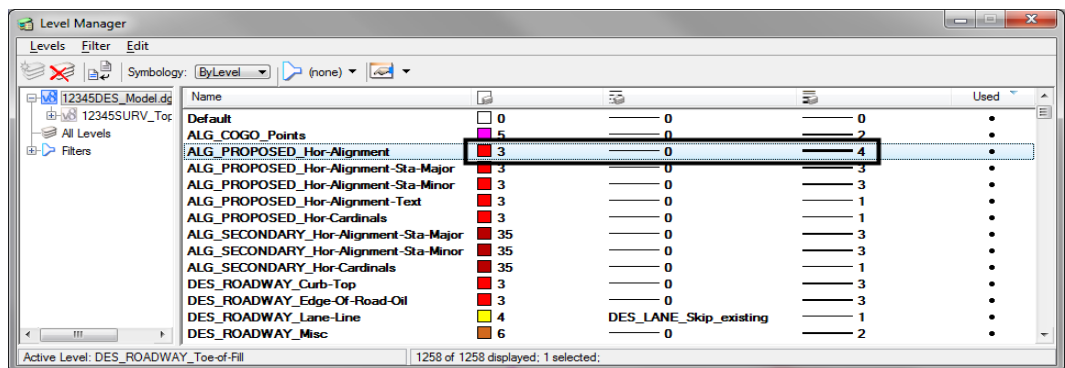 Level Manager
Levels Filter Edit
Symbology: ByLevel (none)
12345DES_Model.dg
12345SURV_Top
All Levels
Filters
Name Used
Default 0 0 0
ALG_COGO_Points 5 0 2
ALG_PROPOSED_Hor-Alignment 3 0 4
ALG_PROPOSED_Hor-Alignment-Sta-Major 3 0 3
ALG_PROPOSED_Hor-Alignment-Sta-Minor 3 0 3
ALG_PROPOSED_Hor-Alignment-Text 3 0 1
ALG_PROPOSED_Hor-Cardinals 3 0 1
ALG_SECONDARY_Hor-Alignment-Sta-Major 35 0 3
ALG_SECONDARY_Hor-Alignment-Sta-Minor 35 0 3
ALG_SECONDARY_Hor-Cardinals 35 0 1
DES_ROADWAY_Curb-Top 3 0 3
DES_ROADWAY_Edge-Of-Road-Oil 3 0 3
DES_ROADWAY_Lane-Line 4 DES_LANE_Skip_existing 1
DES_ROADWAY_Misc 6 0 2
Active Level: DES_ROADWAY_Toe-of-Fill 1258 of 1258 displayed; 1 selected;